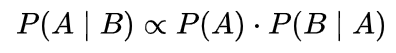 P(A | B) ∝ P(A) · P(B | A)